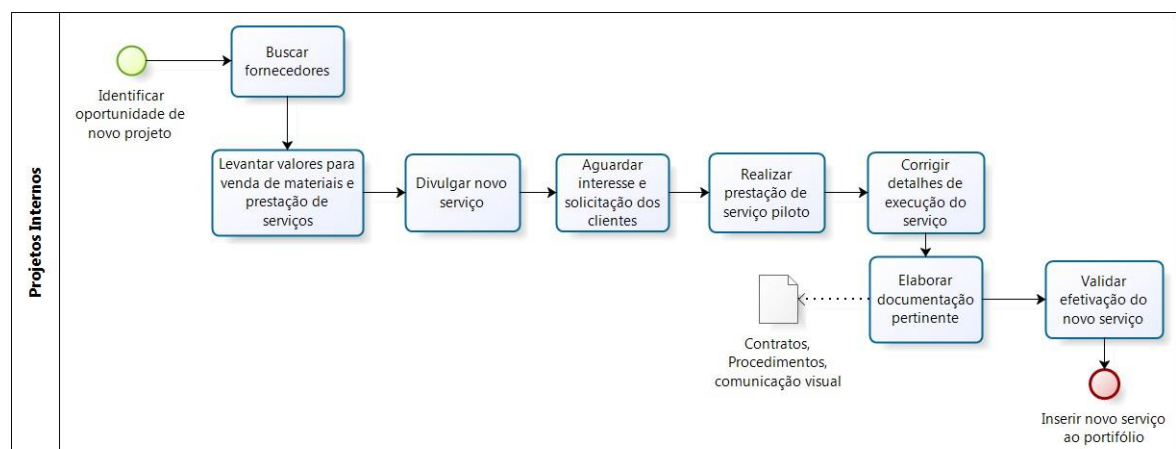 Projetos Internos
Identificar
oportunidade de
novo projeto
Buscar
fornecedores
Levantar valores para
venda de materiais e
prestação de
serviços
Divulgar novo
serviço
Aguardar
interesse e
solicitação dos
clientes
Realizar
prestação de
serviço piloto
Corrigir
detalhes de
execução do
serviço
Elaborar
documentação
pertinente
Contratos,
Procedimentos,
comunicação visual
Validar
efetivação do
novo serviço
Inserir novo serviço
ao portifólio